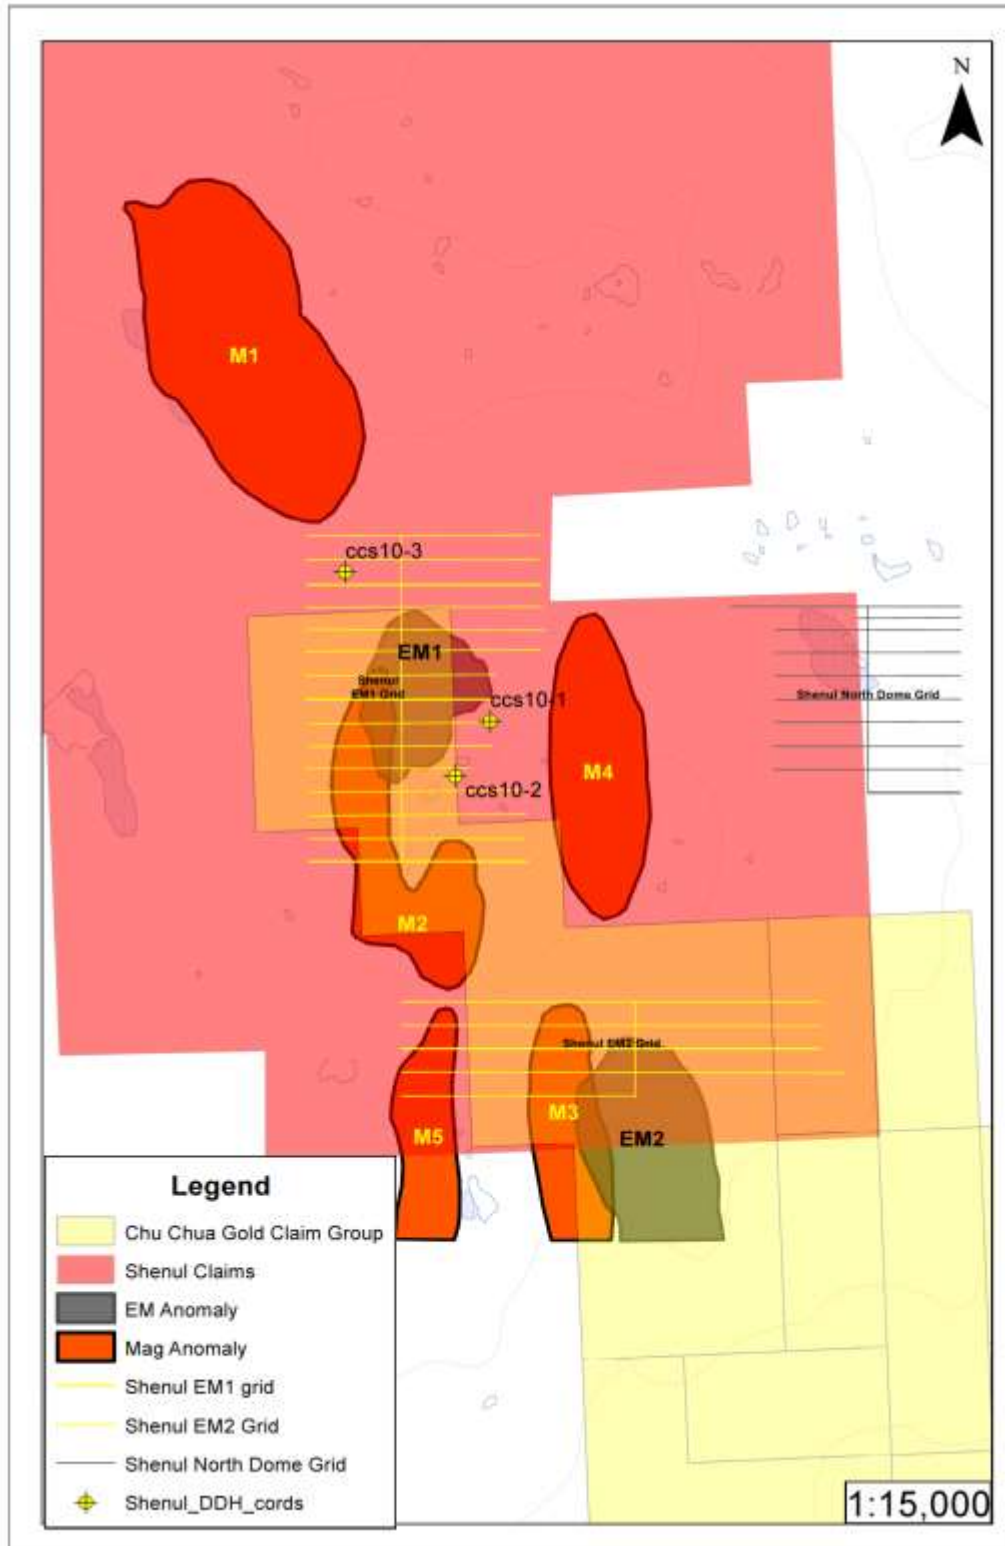 N
M1
ccs10-3
EM1
Shenul
EM1 Grid
ccs10-1
Shenul North Dome Grid
M4
ccs10-2
M2
Shenul EM2 Grid
M3
M5
EM2
Legend
Chu Chua Gold Claim Group
Shenul Claims
EM Anomaly
Mag Anomaly
Shenul EM1 grid
Shenul EM2 Grid
Shenul North Dome Grid
Shenul_DDH_cords
1:15,000